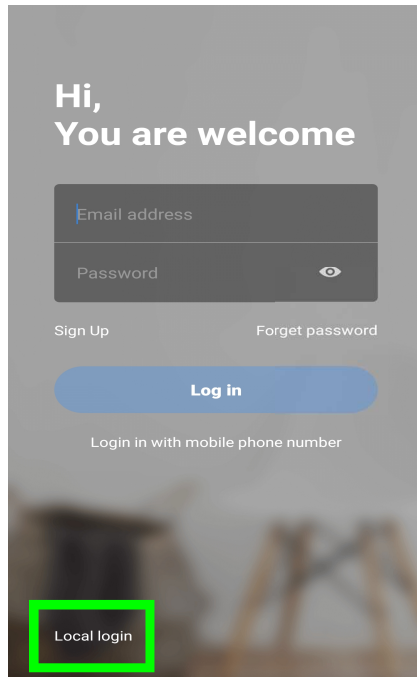 Hi,
You are welcome
Email address
Password
Sign Up Forget password
Log in
Login in with mobile phone number
Local login